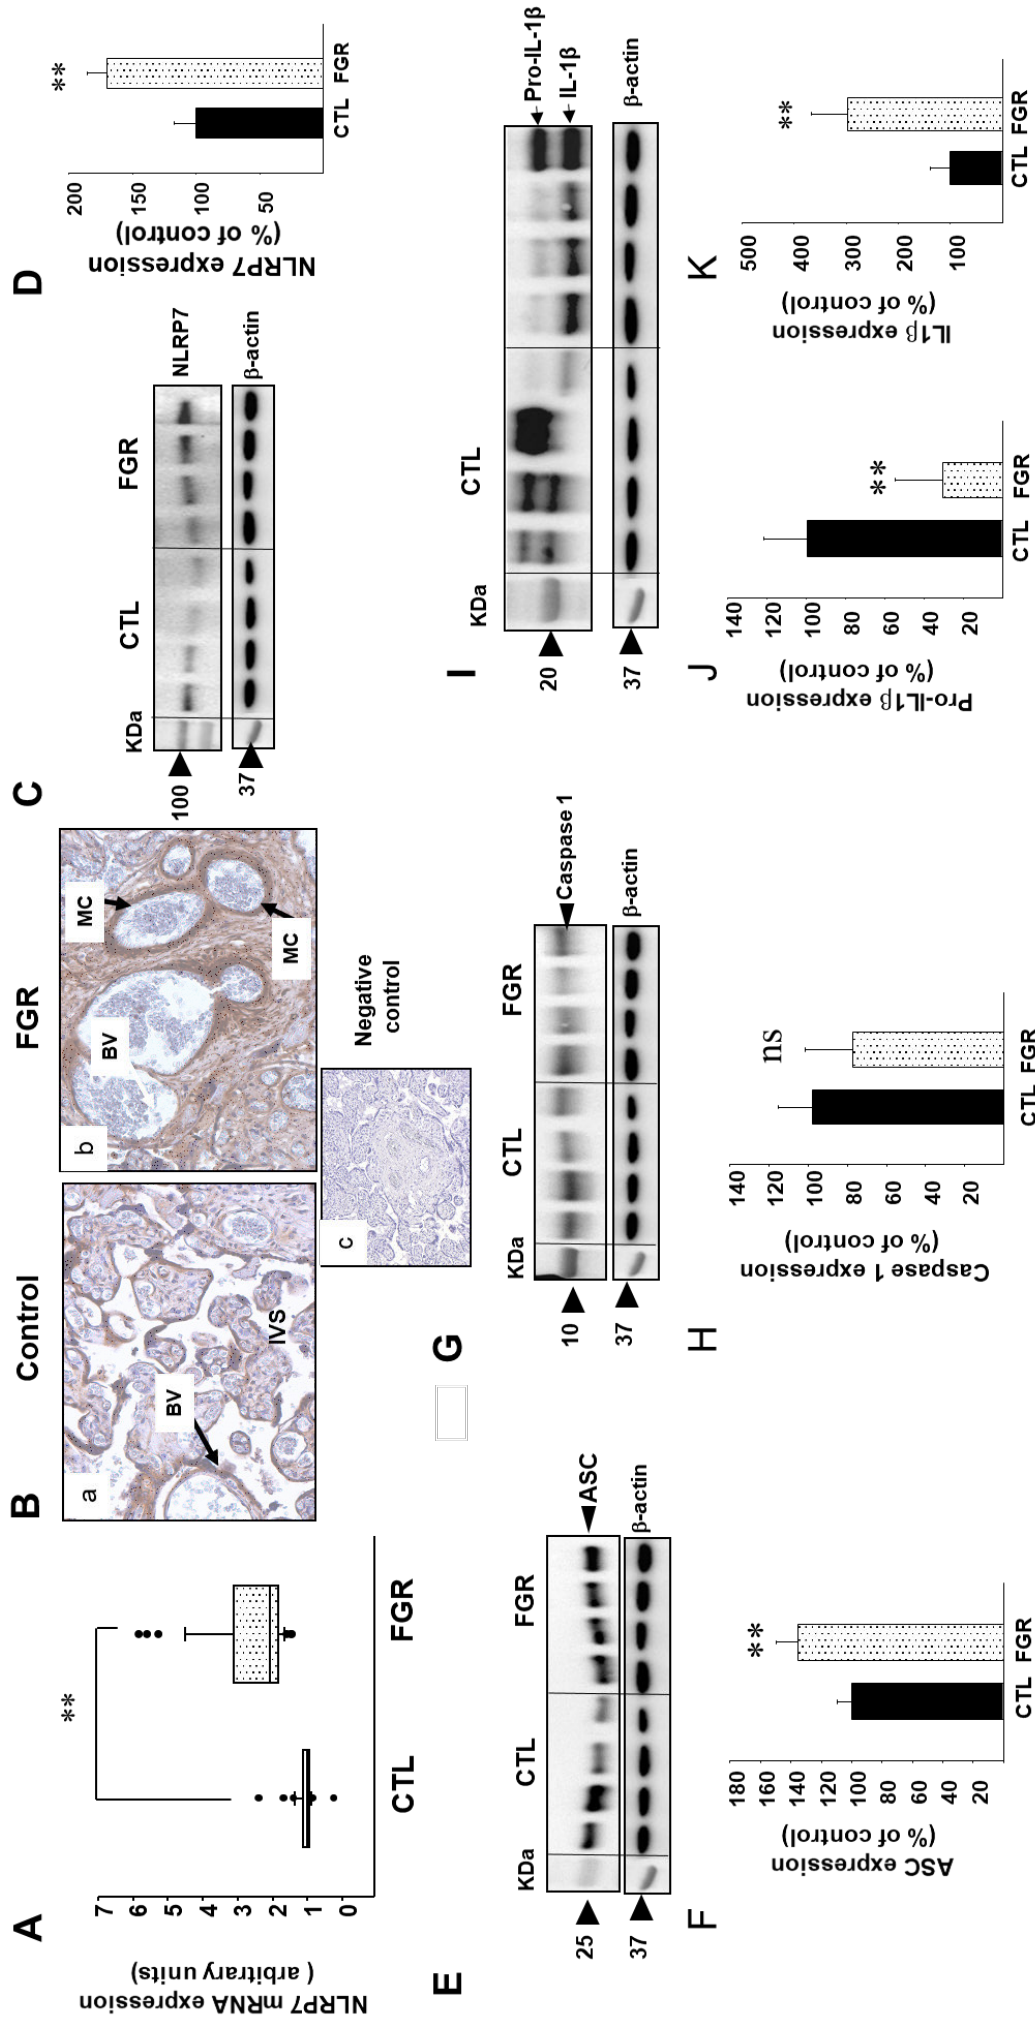 A
NLRP7 mRNA expression
( arbitrary units)
7
6
5
4
3
2
1
0
**
CTL
FGR
B
Control
FGR
a
BV
IVS
b
BV
MC
MC
c
Negative
control
C
KDa
CTL
FGR
100
NLRP7
37
β-actin
D
NLRP7 expression
(% of control)
200
100
50
**
CTL FGR
E
KDa
CTL
FGR
25
ASC
37
β-actin
F
ASC expression
(% of control)
180
160
140
120
100
80
60
40
20
**
CTL FGR
G
KDa
CTL
FGR
10
Caspase 1
37
β-actin
H
Caspase 1 expression
(% of control)
140
120
100
80
60
40
20
ns
CTL FGR
I
KDa
CTL
20
Pro-IL-1β
IL-1β
37
β-actin
J
Pro-IL1β expression
(% of control)
140
120
100
80
60
40
20
**
CTL FGR
K
IL1β expression
(% of control)
500
400
300
200
100
**
CTL FGR